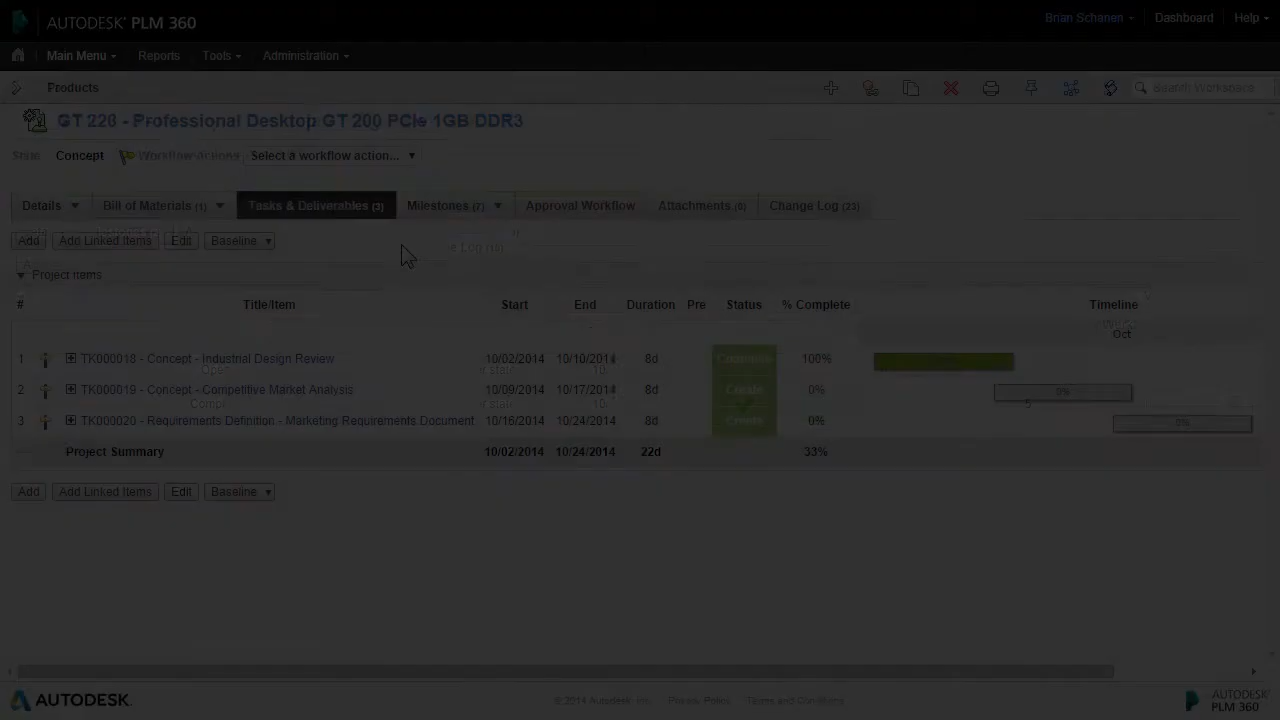 AUTODESK® PLM 360
Brian Schanen
Dashboard
Help
Main Menu
Reports
Tools
Administration
Products
Search Workspace
GT 228 - Professional Desktop GT 200 PCIe 1GB DDR3
State
Concept
Workflow Actions
Select a workflow action...
Details
Bill of Materials (1)
Tasks & Deliverables (3)
Milestones (7)
Approval Workflow
Attachments (6)
Change Log (23)
Add
Add Linked Items
Edit
Baseline
Project Items
# Title/Item Start End Duration Pre Status % Complete Timeline
Oct
1 TK000018 - Concept - Industrial Design Review 10/02/2014 10/10/2014 8d Complete 100%
2 TK000019 - Concept - Competitive Market Analysis 10/09/2014 10/17/2014 8d Create 0% 0%
3 TK000020 - Requirements Definition - Marketing Requirements Document 10/16/2014 10/24/2014 8d Create 0% 0%
Project Summary 10/02/2014 10/24/2014 22d 33%
Add
Add Linked Items
Edit
Baseline
AUTODESK.
© 2014 Autodesk, Inc.
Privacy Policy
Terms and Conditions
AUTODESK®
PLM 360